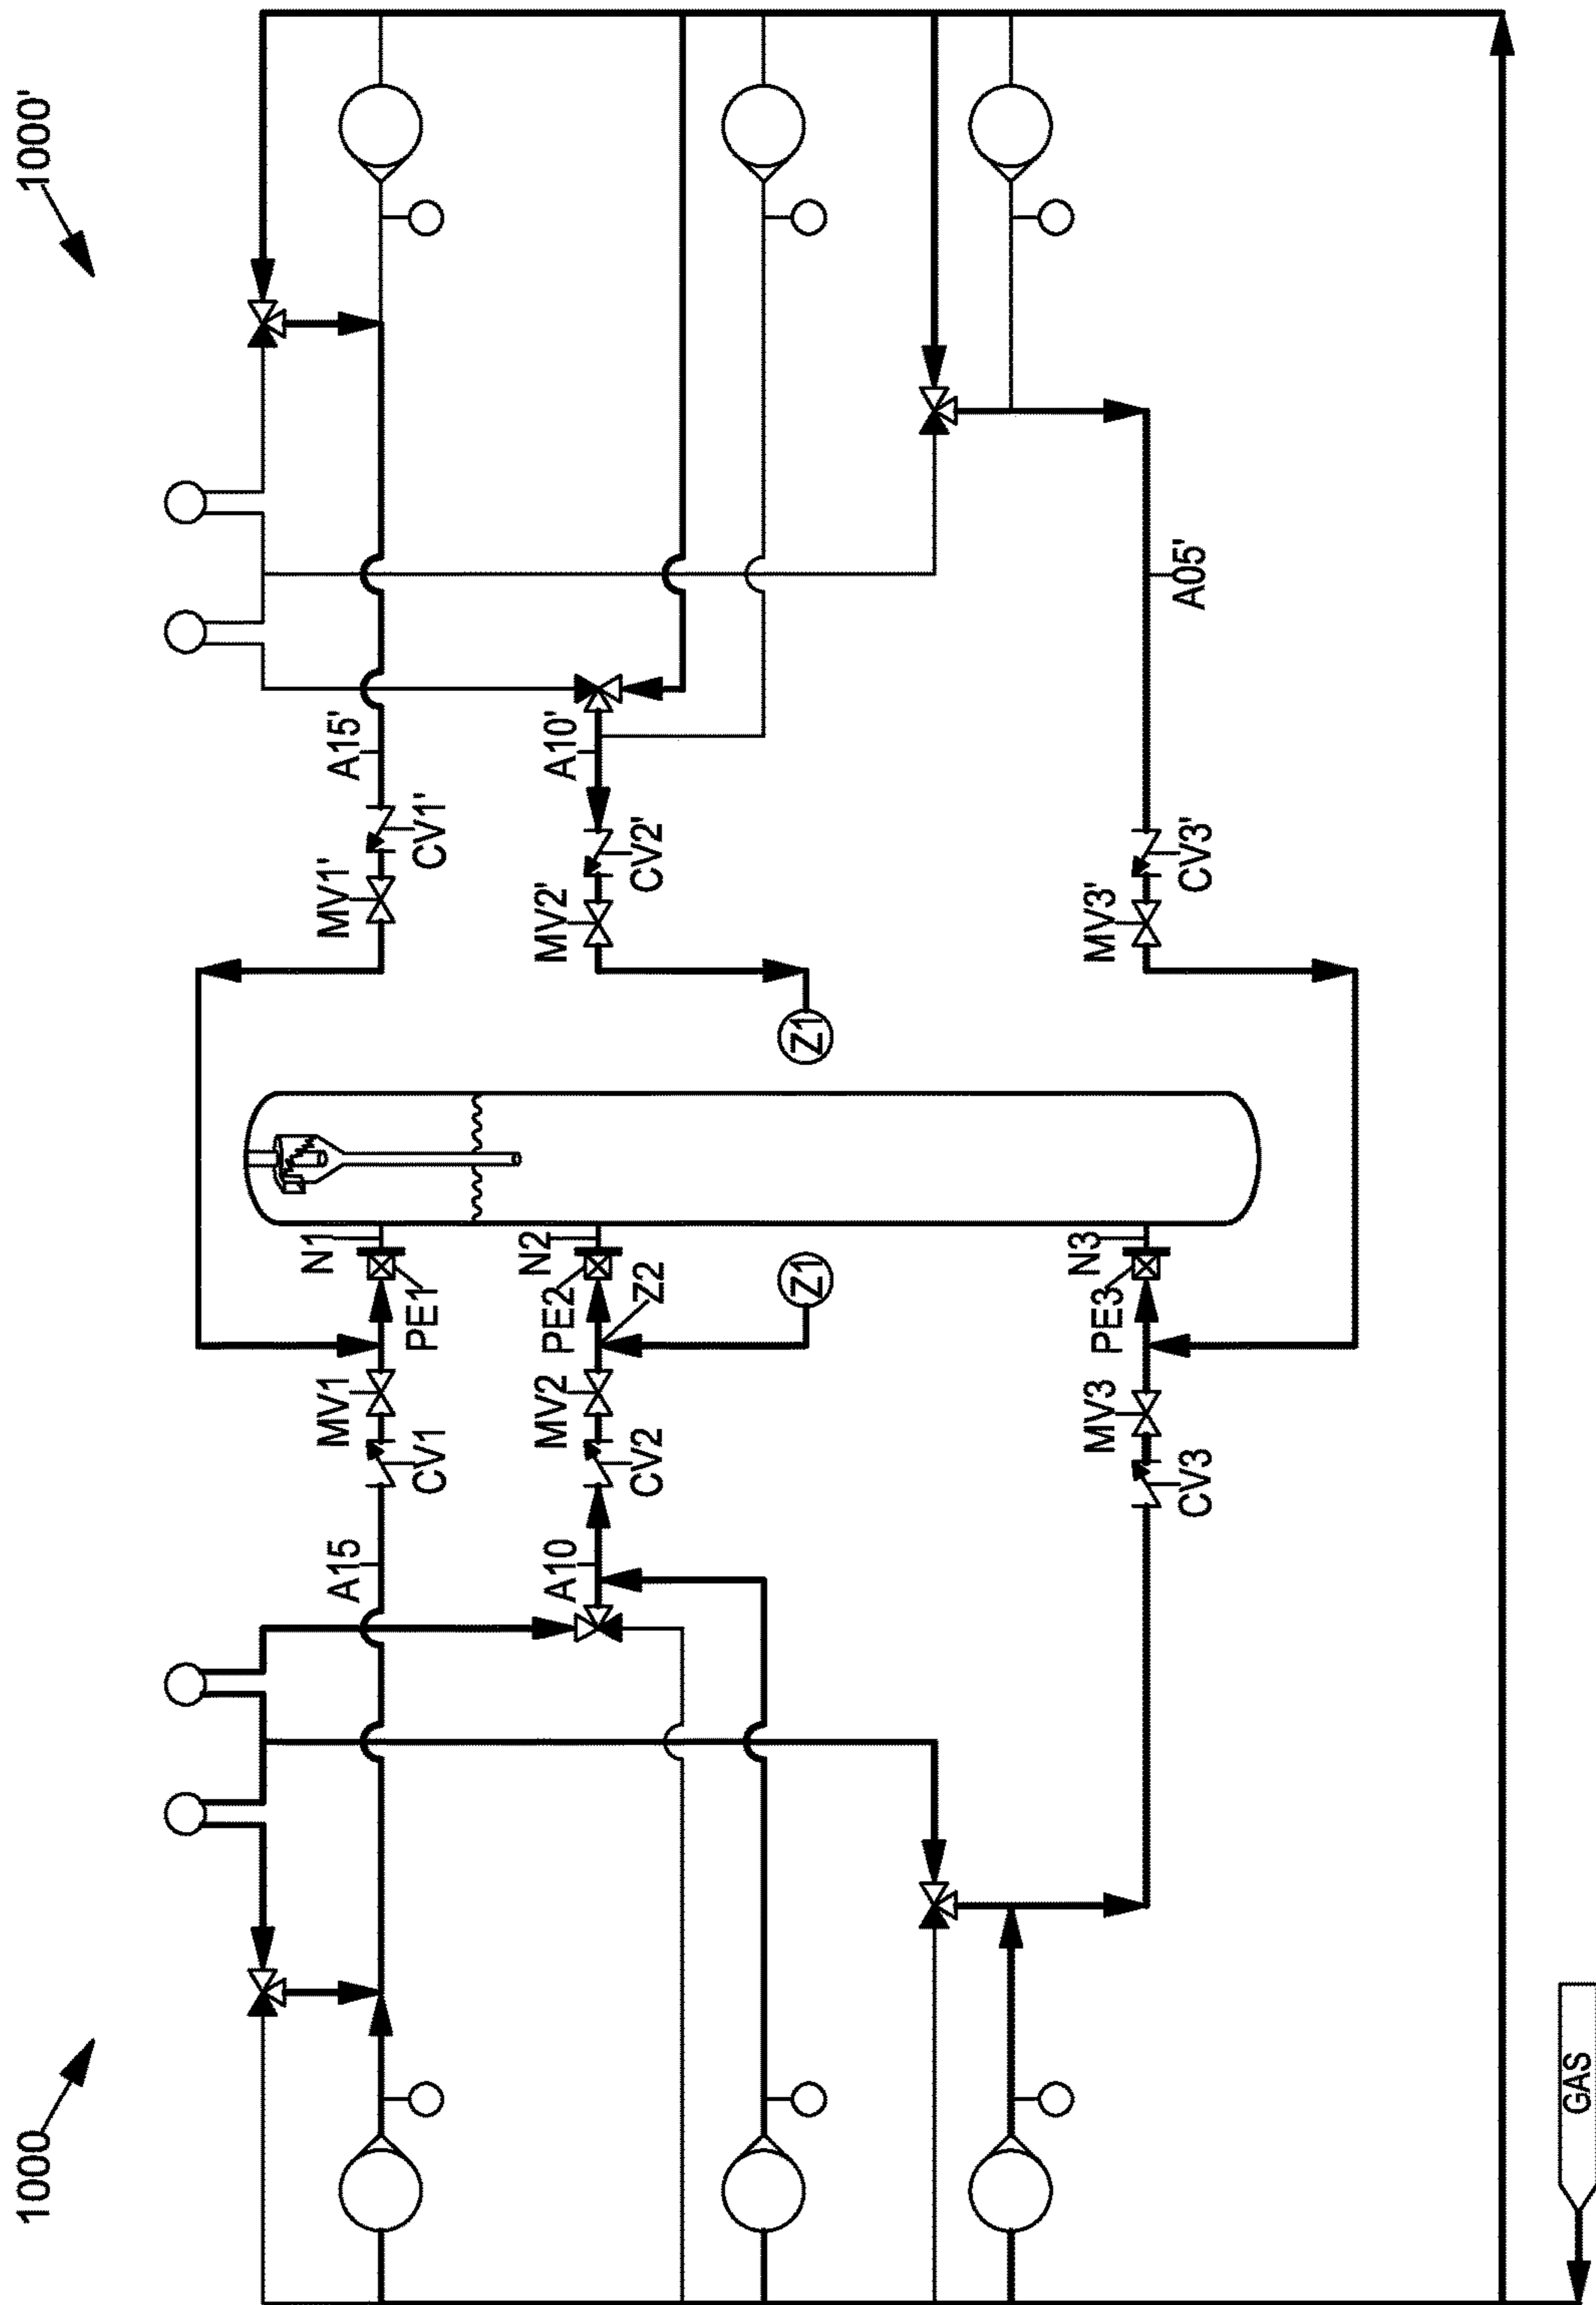 1000
1000'
A15
CV1
MV1
PE1
N1
MV1'
CV1'
A15'
A10
CV2
MV2
PE2
Z2
N2
MV2'
CV2'
A10'
Z1
Z1
CV3
MV3
PE3
N3
MV3'
CV3'
A05'
GAS